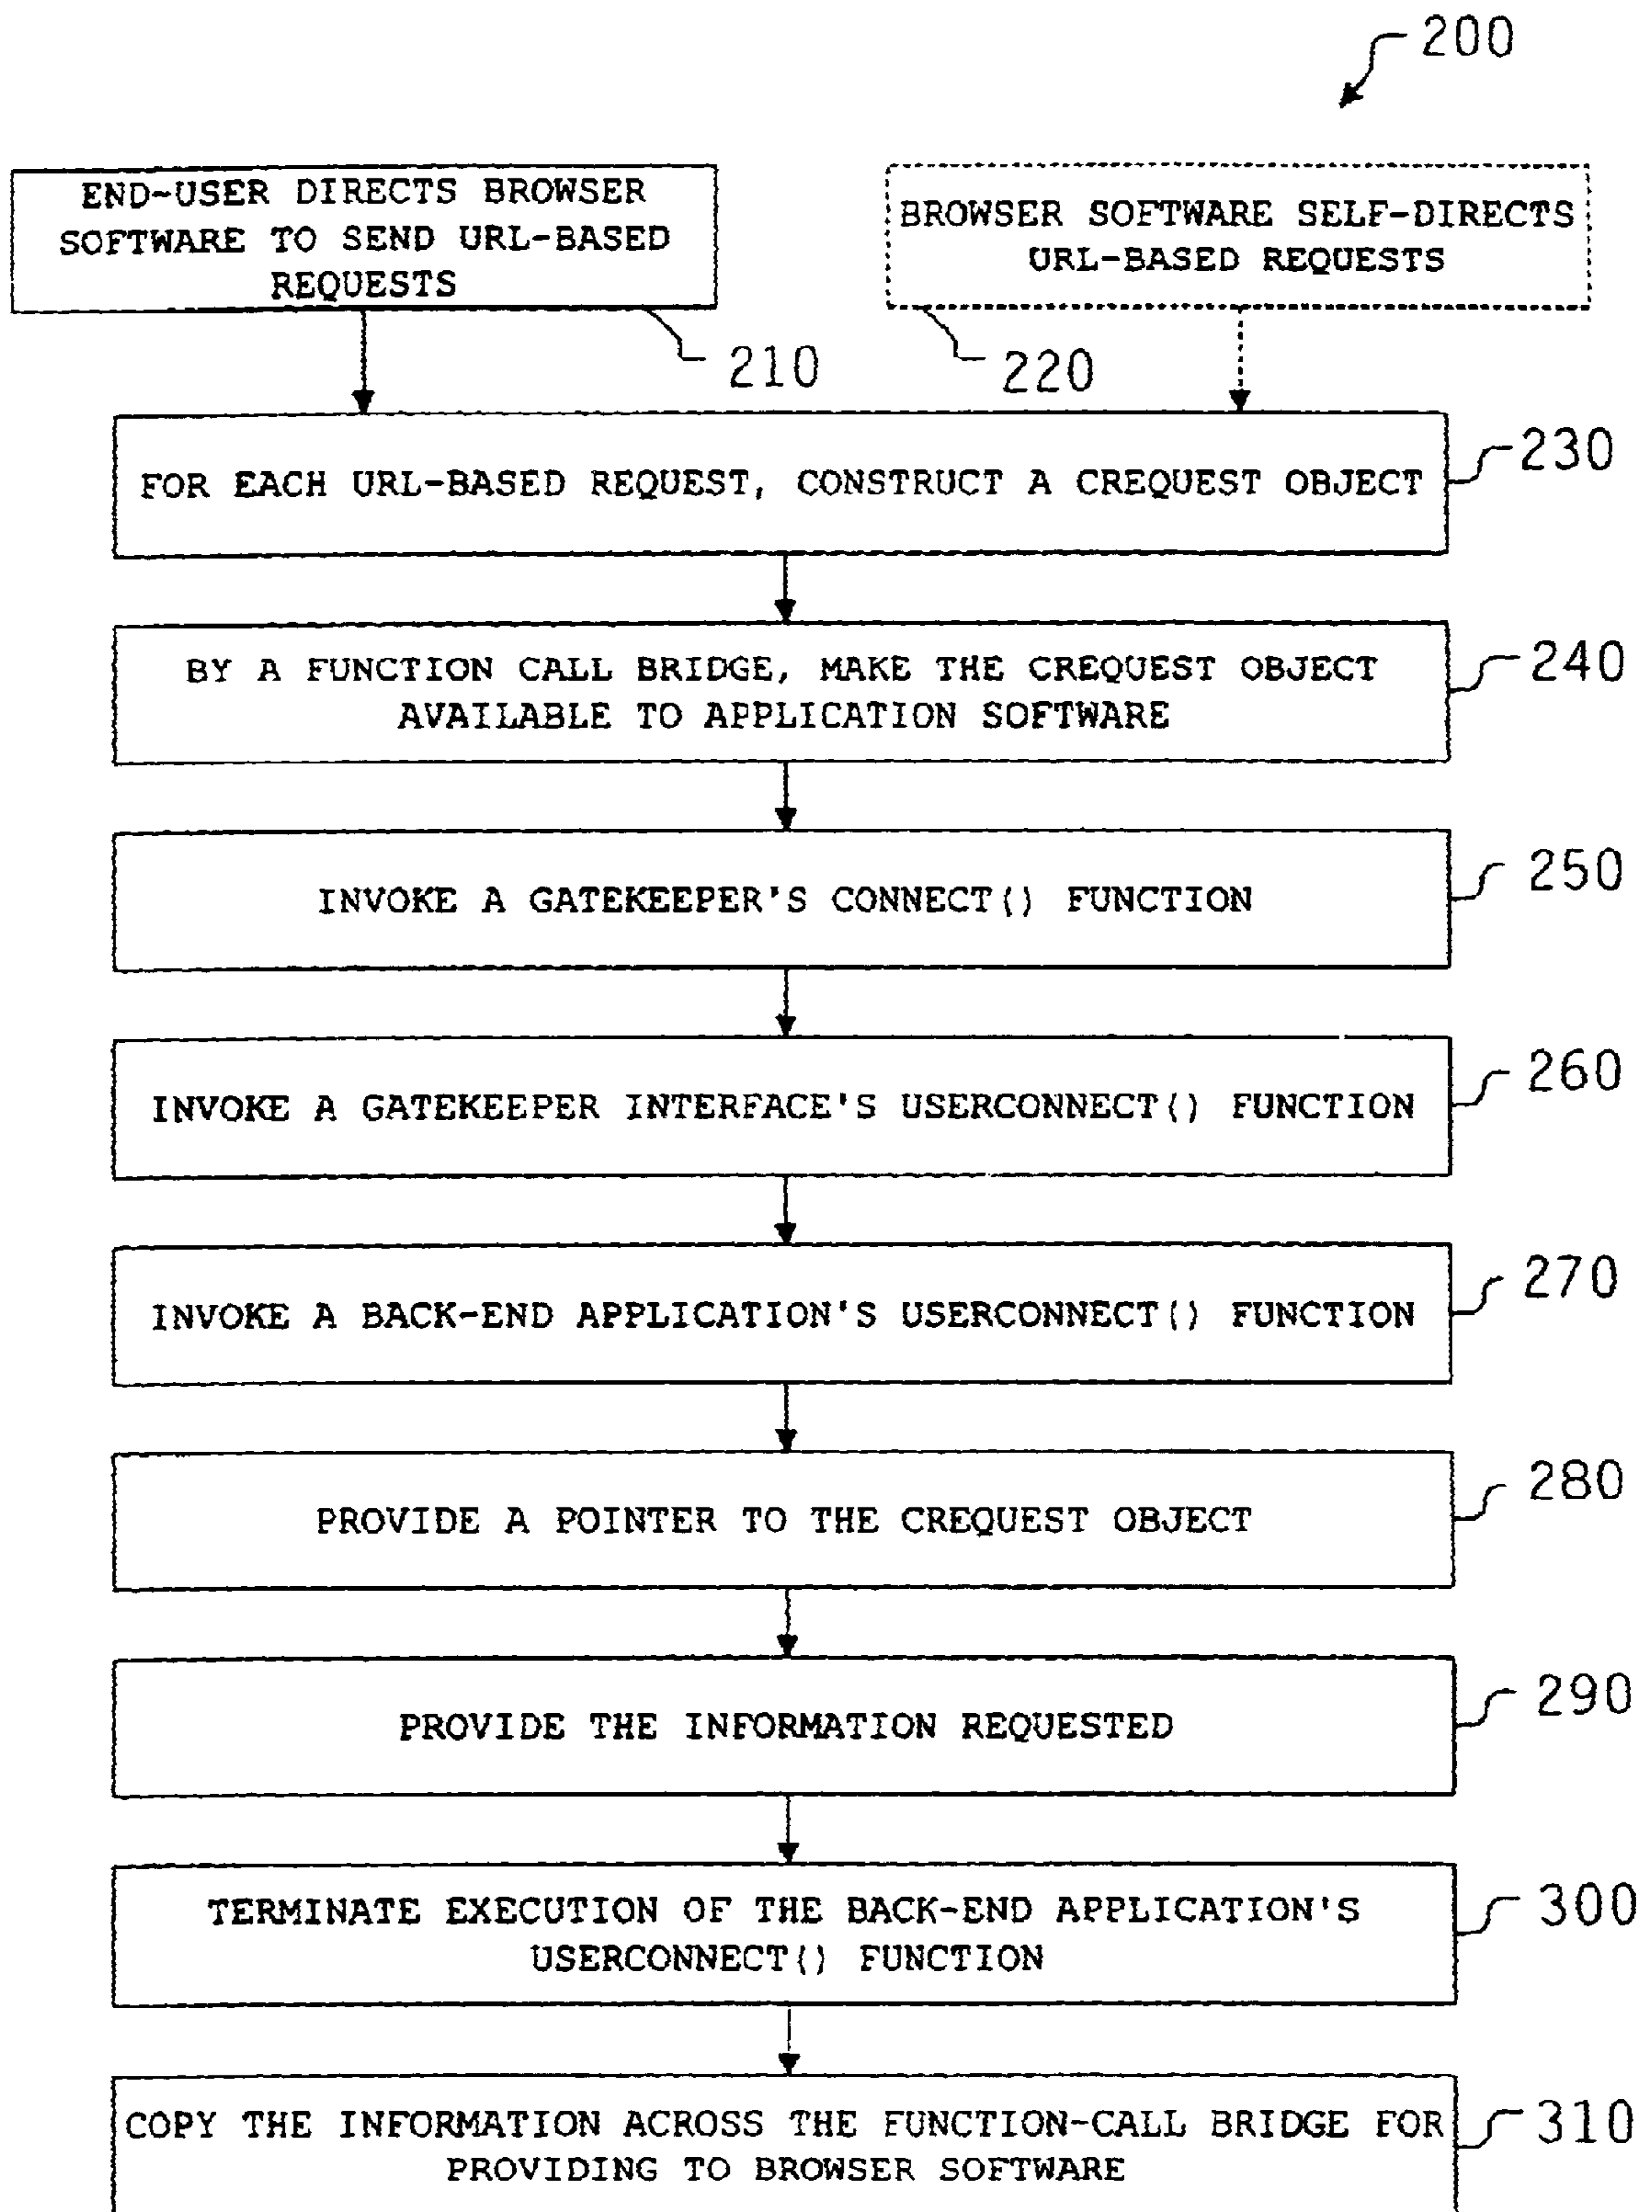 200
END-USER DIRECTS BROWSER
SOFTWARE TO SEND URL-BASED
REQUESTS
BROWSER SOFTWARE SELF-DIRECTS
URL-BASED REQUESTS
210
220
FOR EACH URL-BASED REQUEST, CONSTRUCT A CREQUEST OBJECT
230
BY A FUNCTION CALL BRIDGE, MAKE THE CREQUEST OBJECT
AVAILABLE TO APPLICATION SOFTWARE
240
INVOKE A GATEKEEPER'S CONNECT() FUNCTION
250
INVOKE A GATEKEEPER INTERFACE'S USERCONNECT() FUNCTION
260
INVOKE A BACK-END APPLICATION'S USERCONNECT() FUNCTION
270
PROVIDE A POINTER TO THE CREQUEST OBJECT
280
PROVIDE THE INFORMATION REQUESTED
290
TERMINATE EXECUTION OF THE BACK-END APPLICATION'S
USERCONNECT() FUNCTION
300
COPY THE INFORMATION ACROSS THE FUNCTION-CALL BRIDGE FOR
PROVIDING TO BROWSER SOFTWARE
310